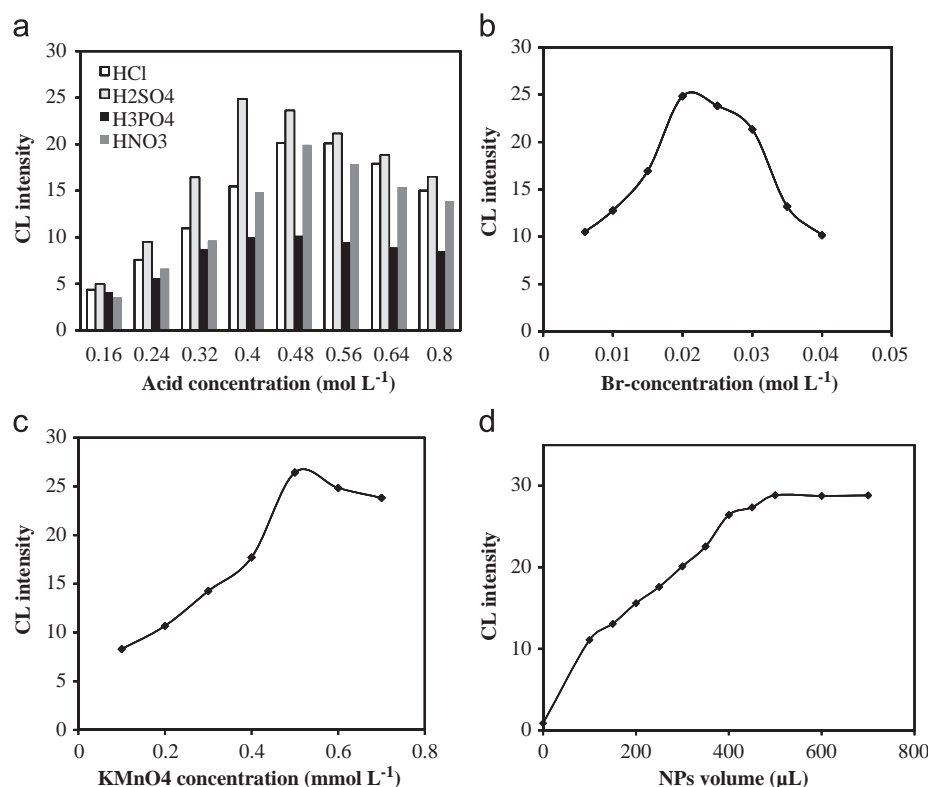 a
30
25
20
15
10
5
0
CL intensity
HCl
H2SO4
H3PO4
HNO3
0.16 0.24 0.32 0.4 0.48 0.56 0.64 0.8
Acid concentration (mol L-1)
b
30
25
20
15
10
5
0
CL intensity
0 0.01 0.02 0.03 0.04 0.05
Br-concentration (mol L-1)
c
30
25
20
15
10
5
0
CL intensity
0 0.2 0.4 0.6 0.8
KMnO4 concentration (mmol L-1)
d
30
20
10
0
CL intensity
0 200 400 600 800
NPs volume (µL)